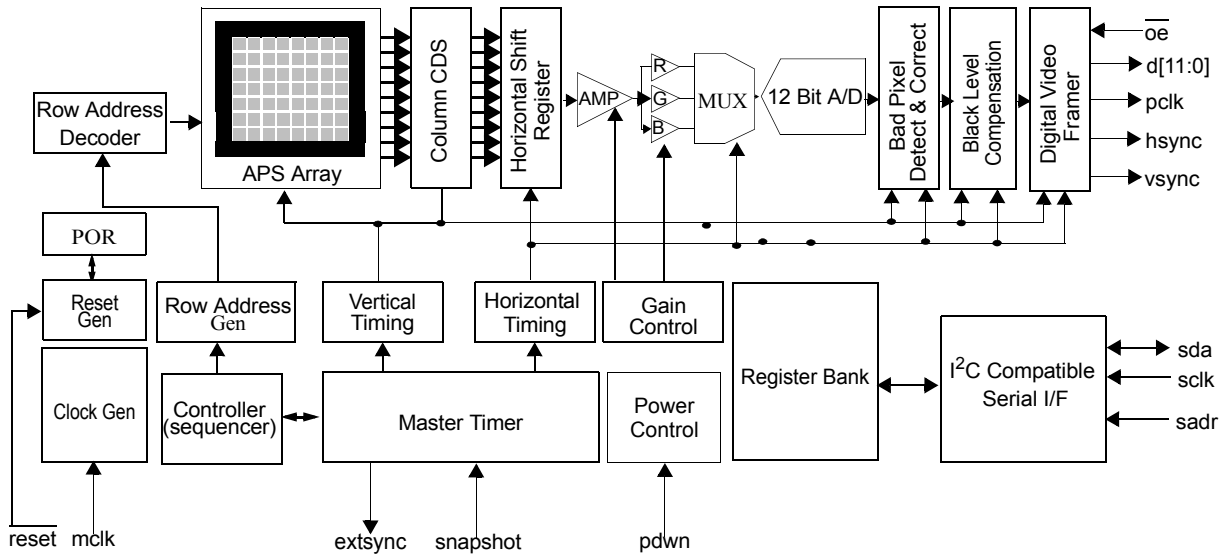 Row Address
Decoder
APS Array
Column CDS
Horizontal Shift
Register
AMP
R
G
B
MUX
12 Bit A/D
Bad Pixel
Detect & Correct
Black Level
Compensation
Digital Video
Framer
oe
d[11:0]
pclk
hsync
vsync
POR
Reset
Gen
Row Address
Gen
Vertical
Timing
Horizontal
Timing
Gain
Control
Clock Gen
Controller
(sequencer)
Master Timer
Power
Control
Register Bank
I²C Compatible
Serial I/F
sda
sclk
sadr
reset
mclk
extsync
snapshot
pdwn